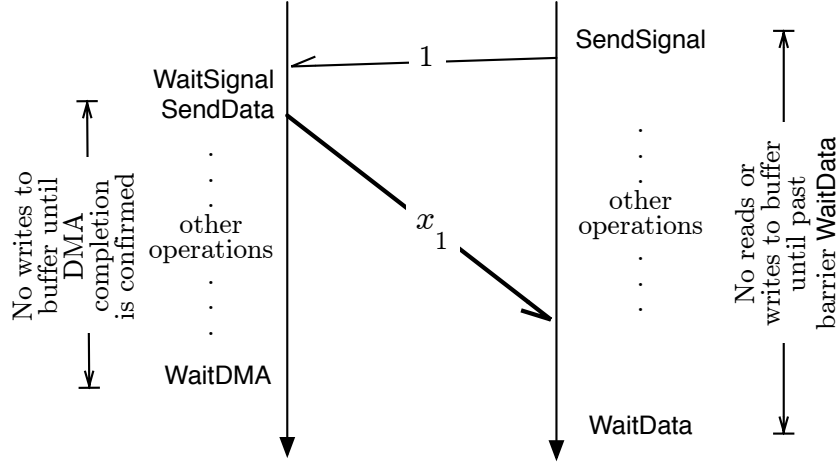 SendSignal
1
WaitSignal
SendData
No writes to
buffer until
DMA
completion
is confirmed
other
operations
x
1
other
operations
No reads or
writes to buffer
until past
barrier WaitData
WaitDMA
WaitData